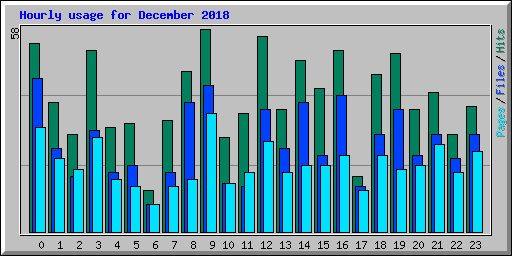 Hourly usage for December 2018
58
Pages/Files/Hits
0 1 2 3 4 5 6 7 8 9 10 11 12 13 14 15 16 17 18 19 20 21 22 23